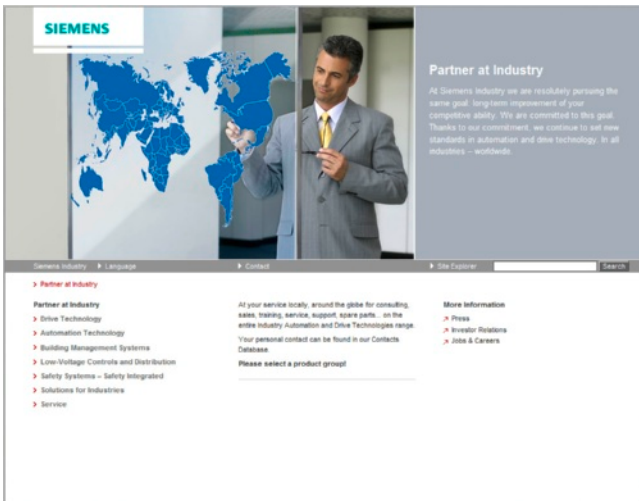 SIEMENS
Partner at Industry
At Siemens Industry we are resolutely pursuing the
same goal: long-term improvement of your
competitive ability. We are committed to this goal.
Thanks to our commitment, we continue to set new
standards in automation and drive technology. In all
industries – worldwide.
Siemens Industry Language Contact Site Explorer Search
Partner at Industry
Partner at Industry
Drive Technology
Automation Technology
Building Management Systems
Low-Voltage Controls and Distribution
Safety Systems – Safety Integrated
Solutions for Industries
Service
At your service locally, around the globe for consulting,
sales, training, service, support, spare parts... on the
entire Industry Automation and Drive Technologies range.
Your personal contact can be found in our Contacts
Database.
Please select a product group!
More Information
Press
Investor Relations
Jobs & Careers